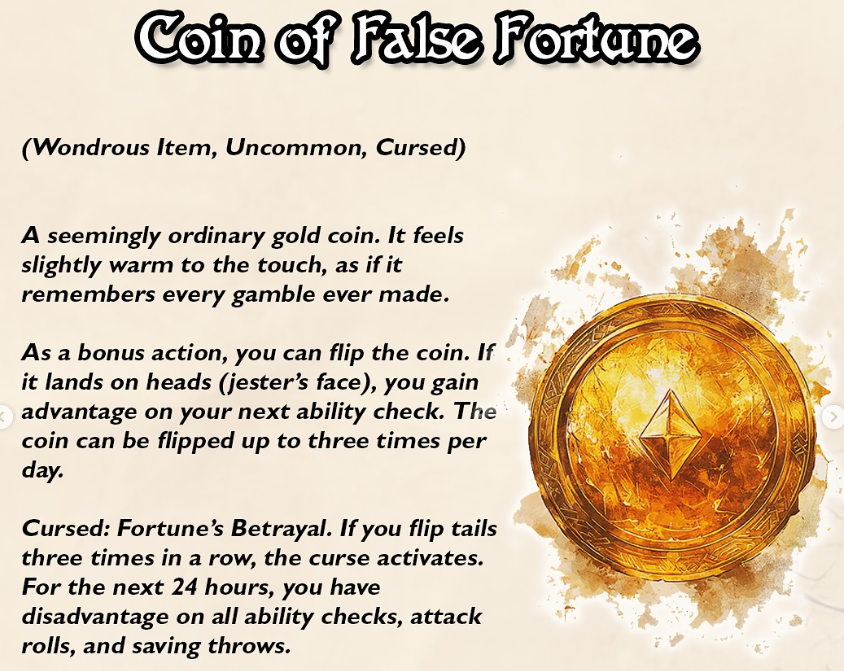 Coin of False Fortune
(Wondrous Item, Uncommon, Cursed)
A seemingly ordinary gold coin. It feels
slightly warm to the touch, as if it
remembers every gamble ever made.
As a bonus action, you can flip the coin. If
it lands on heads (jester's face), you gain
advantage on your next ability check. The
coin can be flipped up to three times per
day.
Cursed: Fortune's Betrayal. If you flip tails
three times in a row, the curse activates.
For the next 24 hours, you have
disadvantage on all ability checks, attack
rolls, and saving throws.